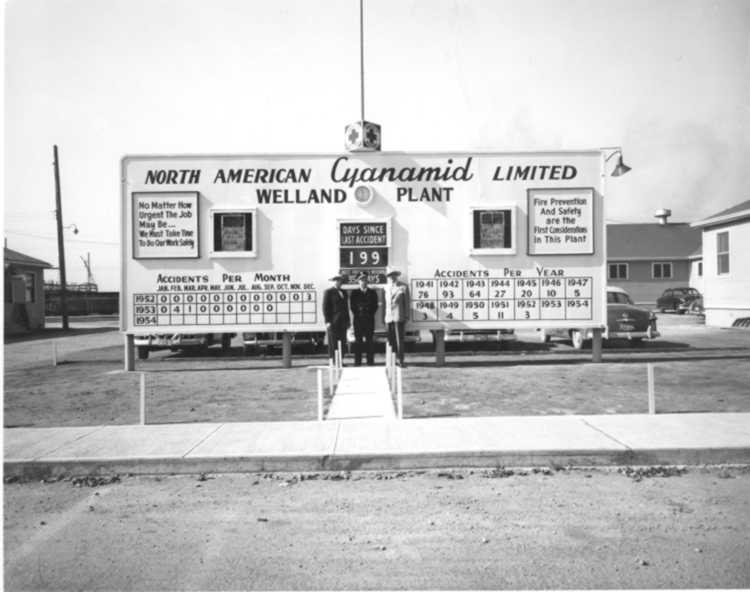 NORTH AMERICAN Cyanamid LIMITED
WELLAND PLANT
No Matter How
Urgent The Job
May Be...
We Must Take Time
To Do Our Work Safely
DAYS SINCE
LAST ACCIDENT
199
Fire Prevention
And Safety
are the
First Consideration
In This Plant
ACCIDENTS PER MONTH
JAN. FEB. MAR. APR. MAY. JUN. JUL. AUG. SEP. OCT. NOV. DEC.
1952 0 0 0 0 0 0 0 0 0 0 0 3
1953 0 4 1 0 0 0 0 0 0 0
1954
ACCIDENTS PER YEAR
1941 1942 1943 1944 1945 1946 1947
76 93 64 27 20 10 5
1948 1949 1950 1951 1952 1953 1954
3 4 5 11 3